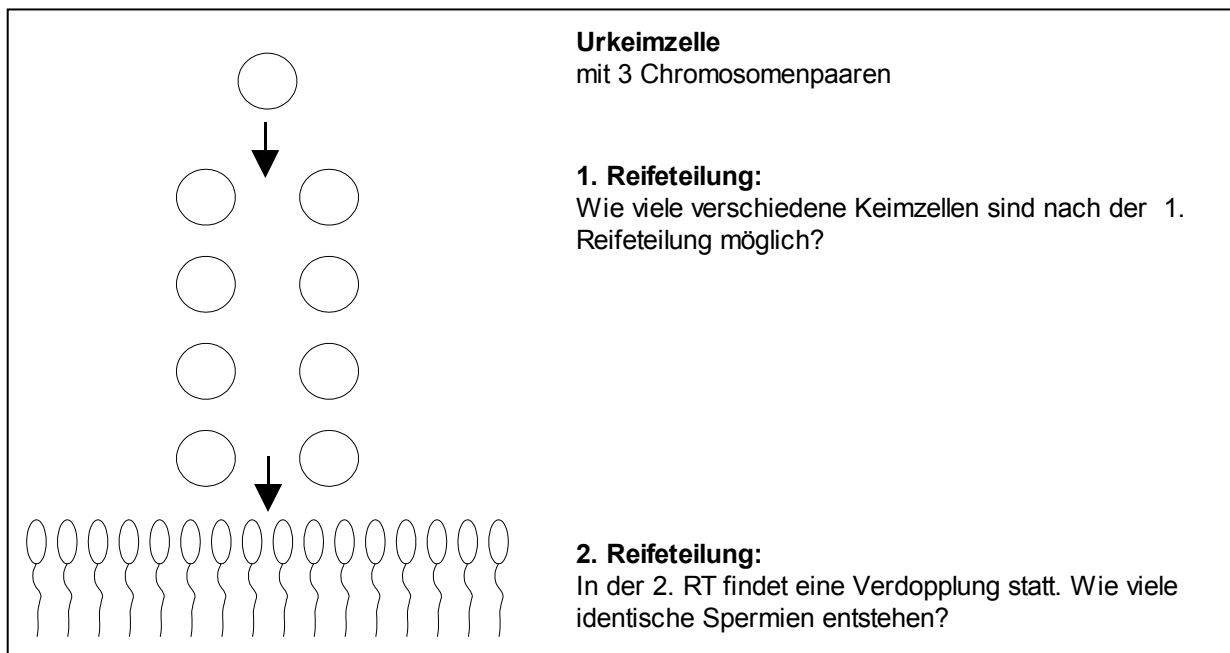 Urkeimzelle
mit 3 Chromosomenpaaren
1. Reifeteilung:
Wie viele verschiedene Keimzellen sind nach der 1.
Reifeteilung möglich?
2. Reifeteilung:
In der 2. RT findet eine Verdopplung statt. Wie viele
identische Spermien entstehen?